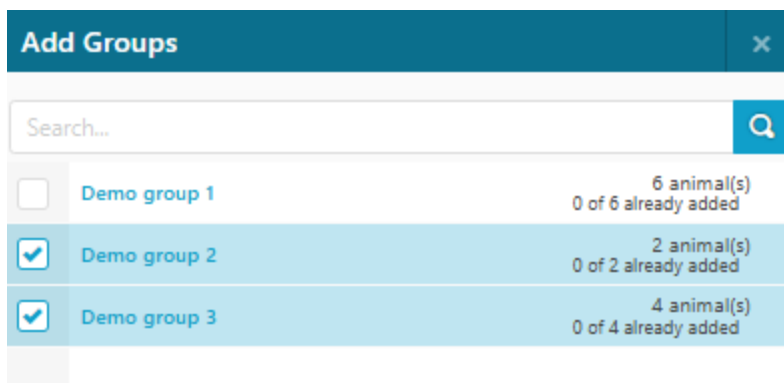 Add Groups
Search...
Demo group 1
6 animal(s)
0 of 6 already added
Demo group 2
2 animal(s)
0 of 2 already added
Demo group 3
4 animal(s)
0 of 4 already added